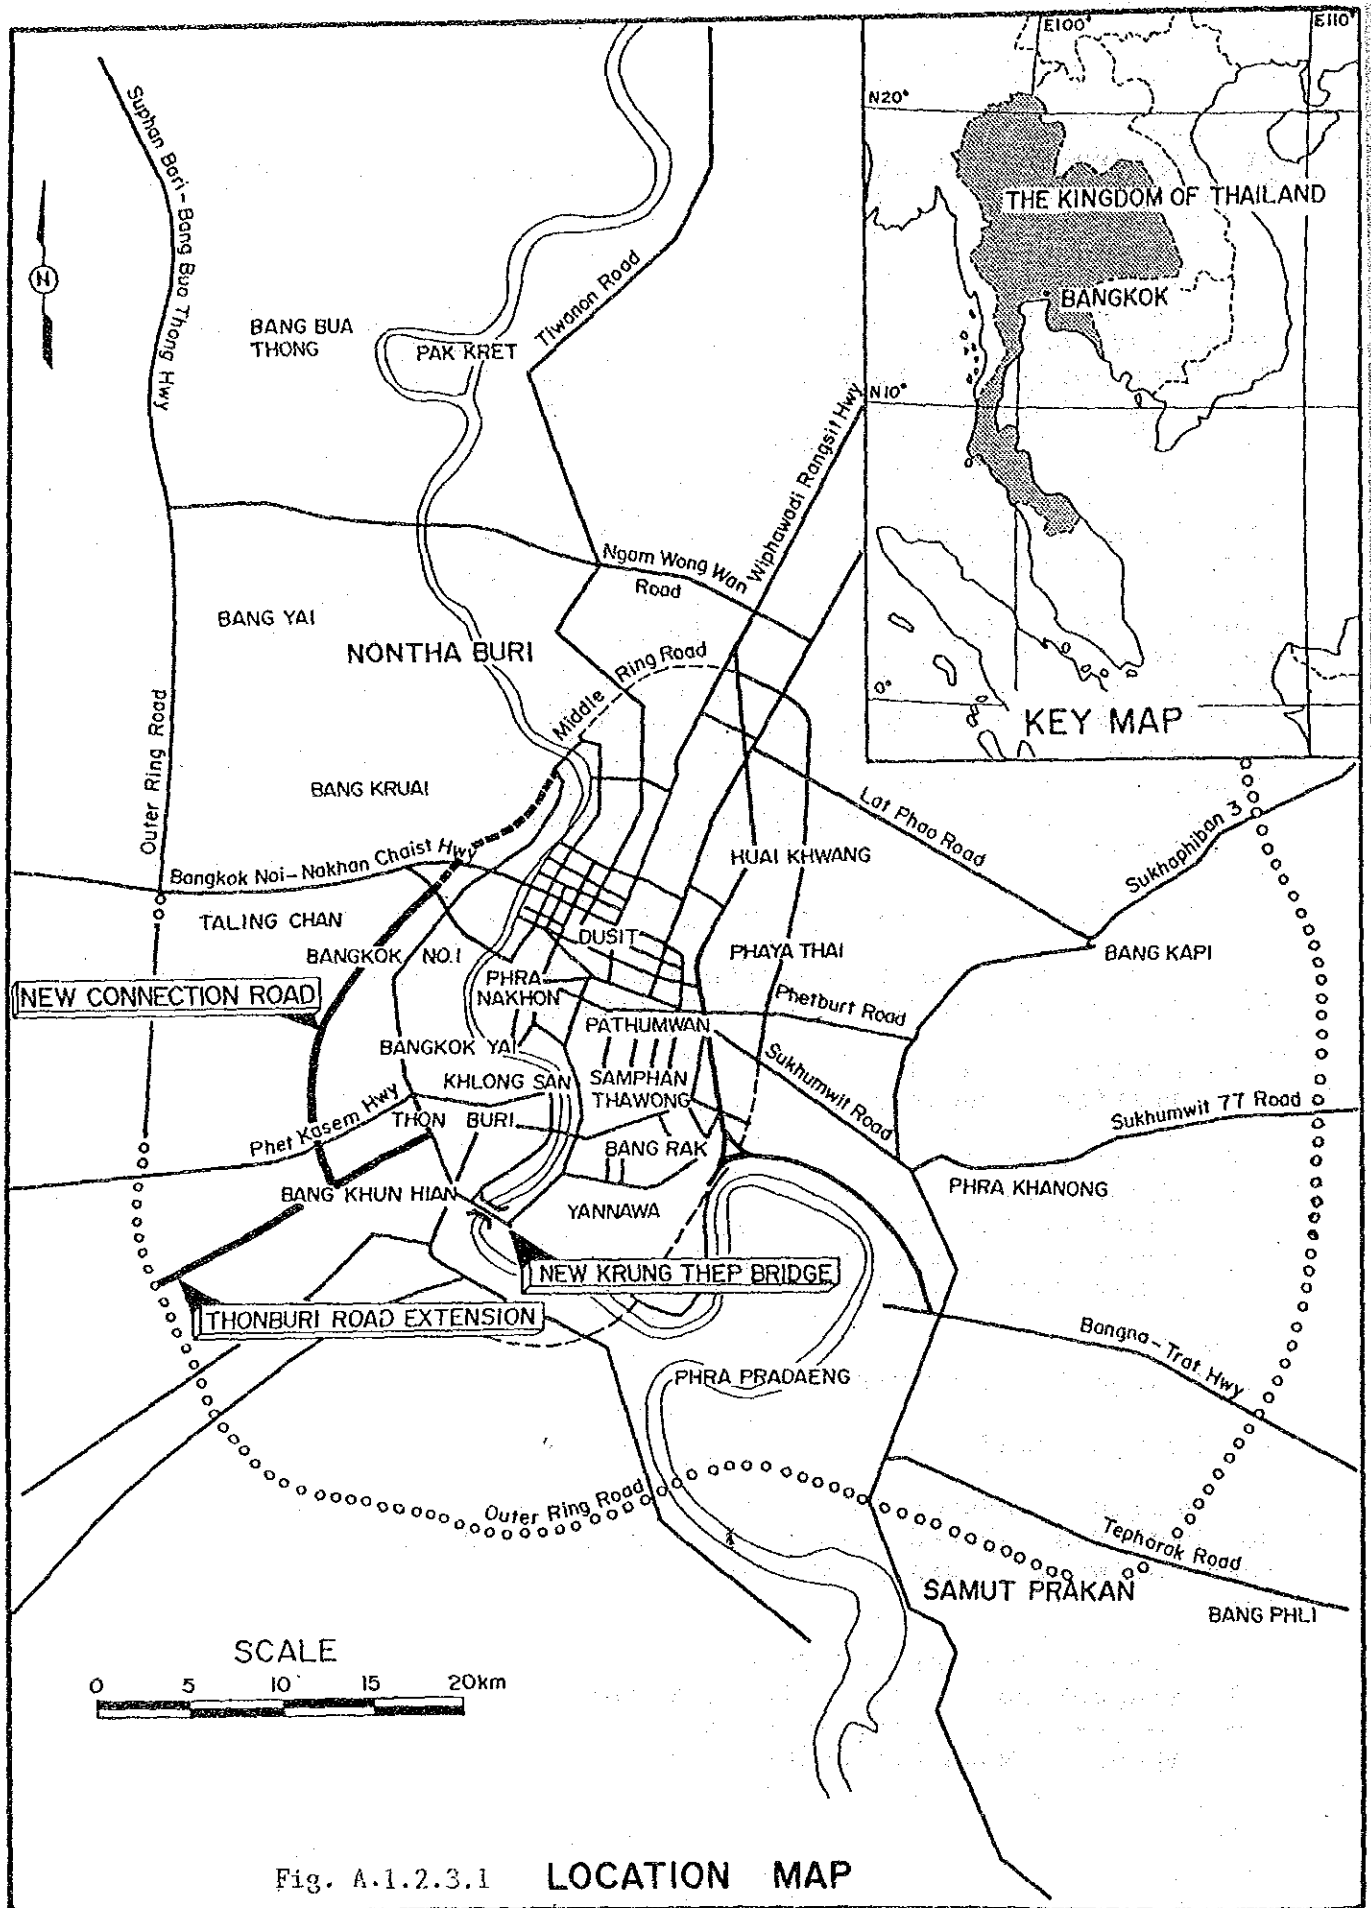 E100°
E110°
N20°
THE KINGDOM OF THAILAND
BANGKOK
N10°
0°
KEY MAP
Suphan Bori-Bang Bua Thong Hwy
N
BANG BUA
THONG
PAK KRET
Tiwanon Road
Wiphawadi Rangsit Hwy
Ngam Wong Wan
Road
BANG YAI
NONTHA BURI
Middle Ring Road
Outer Ring Road
BANG KRUAI
Lat Phao Road
Sukhaphiban 3
HUAI KHWANG
Bangkok Noi-Nakhan Chaist Hwy
TALING CHAN
DUSIT
BANGKOK NO.I
PHAYA THAI
BANG KAPI
PHRA
NAKHON
NEW CONNECTION ROAD
Phetburt Road
PATHUMWAN
BANGKOK YAI
Sukhumwit Road
KHLONG SAN
SAMPHAN
THAWONG
Phet Kasem Hwy
THON BURI
Sukhumwit 77 Road
BANG RAK
BANG KHUN HIAN
PHRA KHANONG
YANNAWA
NEW KRUNG THEP BRIDGE
THONBURI ROAD EXTENSION
Bangna-Trat Hwy
PHRA PRADAENG
Outer Ring Road
Tepharak Road
SAMUT PRAKAN
BANG PHLI
SCALE
0 5 10 15 20km
Fig. A.1.2.3.1 LOCATION MAP